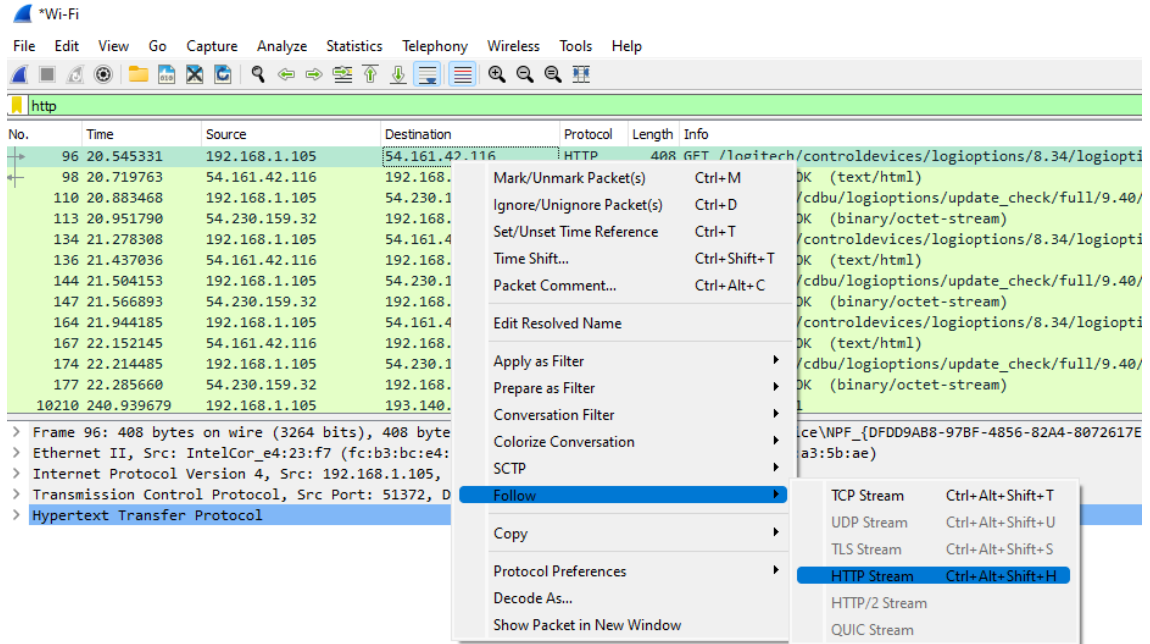 *Wi-Fi
File Edit View Go Capture Analyze Statistics Telephony Wireless Tools Help
http
No. Time Source Destination Protocol Length Info
96 20.545331 192.168.1.105 54.161.42.116 HTTP 408 GET /logitech/controldevices/logioptions/8.34/logiopti
98 20.719763 54.161.42.116 192.168. OK (text/html)
110 20.883468 192.168.1.105 54.230.1 /cdbu/logioptions/update_check/full/9.40/
113 20.951790 54.230.159.32 192.168. OK (binary/octet-stream)
134 21.278308 192.168.1.105 54.161.4 /controldevices/logioptions/8.34/logiopti
136 21.437036 54.161.42.116 192.168. OK (text/html)
144 21.504153 192.168.1.105 54.230.1 /cdbu/logioptions/update_check/full/9.40/
147 21.566893 54.230.159.32 192.168. OK (binary/octet-stream)
164 21.944185 192.168.1.105 54.161.4 /controldevices/logioptions/8.34/logiopti
167 22.152145 54.161.42.116 192.168. OK (text/html)
174 22.214485 192.168.1.105 54.230.1 /cdbu/logioptions/update_check/full/9.40/
177 22.285660 54.230.159.32 192.168. OK (binary/octet-stream)
10210 240.939679 192.168.1.105 193.140. 1
Frame 96: 408 bytes on wire (3264 bits), 408 byte ice\NPF_{DFDD9AB8-97BF-4856-82A4-8072617E
Ethernet II, Src: IntelCor_e4:23:f7 (fc:b3:bc:e4: a3:5b:ae)
Internet Protocol Version 4, Src: 192.168.1.105,
Transmission Control Protocol, Src Port: 51372, D
Hypertext Transfer Protocol
Mark/Unmark Packet(s) Ctrl+M
Ignore/Unignore Packet(s) Ctrl+D
Set/Unset Time Reference Ctrl+T
Time Shift... Ctrl+Shift+T
Packet Comment... Ctrl+Alt+C
Edit Resolved Name
Apply as Filter
Prepare as Filter
Conversation Filter
Colorize Conversation
SCTP
Follow
Copy
Protocol Preferences
Decode As...
Show Packet in New Window
TCP Stream Ctrl+Alt+Shift+T
UDP Stream Ctrl+Alt+Shift+U
TLS Stream Ctrl+Alt+Shift+S
HTTP Stream Ctrl+Alt+Shift+H
HTTP/2 Stream
QUIC Stream